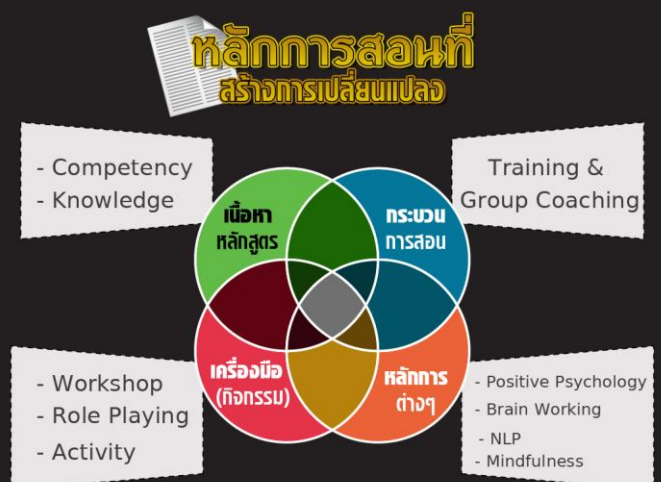 หลักการสอนที่
สร้างการเปลี่ยนแปลง
- Competency
- Knowledge
Training &
Group Coaching
เนื้อหา
หลักสูตร
กระบวน
การสอน
เครื่องมือ
(กิจกรรม)
หลักการ
ต่างๆ
- Workshop
- Role Playing
- Activity
- Positive Psychology
- Brain Working
- NLP
- Mindfulness